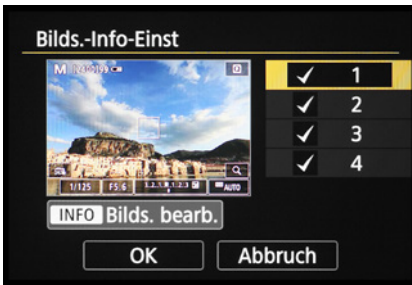 Bilds.-Info-Einst
M
1
2
3
4
1/125 F5.6 AUTO
INFO Bilds. bearb.
OK Abbruch